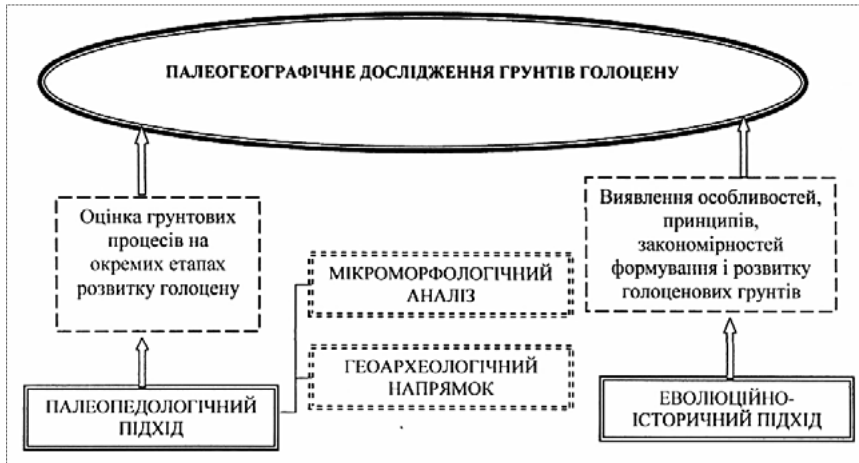 ПАЛЕОГЕОГРАФІЧНЕ ДОСЛІДЖЕННЯ ГРУНТІВ ГОЛОЦЕНУ
Оцінка грунтових
процесів на
окремих етапах
розвитку голоцену
МІКРОМОРФОЛОГІЧНИЙ
АНАЛІЗ
ГЕОАРХЕОЛОГІЧНИЙ
НАПРЯМОК
ПАЛЕОПЕДОЛОГІЧНИЙ
ПІДХІД
Виявлення особливостей,
принципів,
закономірностей
формування і розвитку
голоценових грунтів
ЕВОЛЮЦІЙНО-
ІСТОРИЧНИЙ ПІДХІД